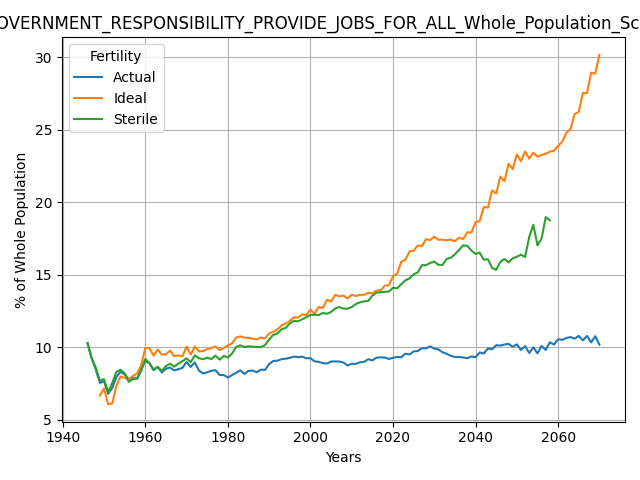 OVERNMENT_RESPONSIBILITY_PROVIDE_JOBS_FOR_ALL_Whole_Population_Sc
Fertility
Actual
Ideal
Sterile
30
25
20
15
10
5
% of Whole Population
1940 1960 1980 2000 2020 2040 2060
Years